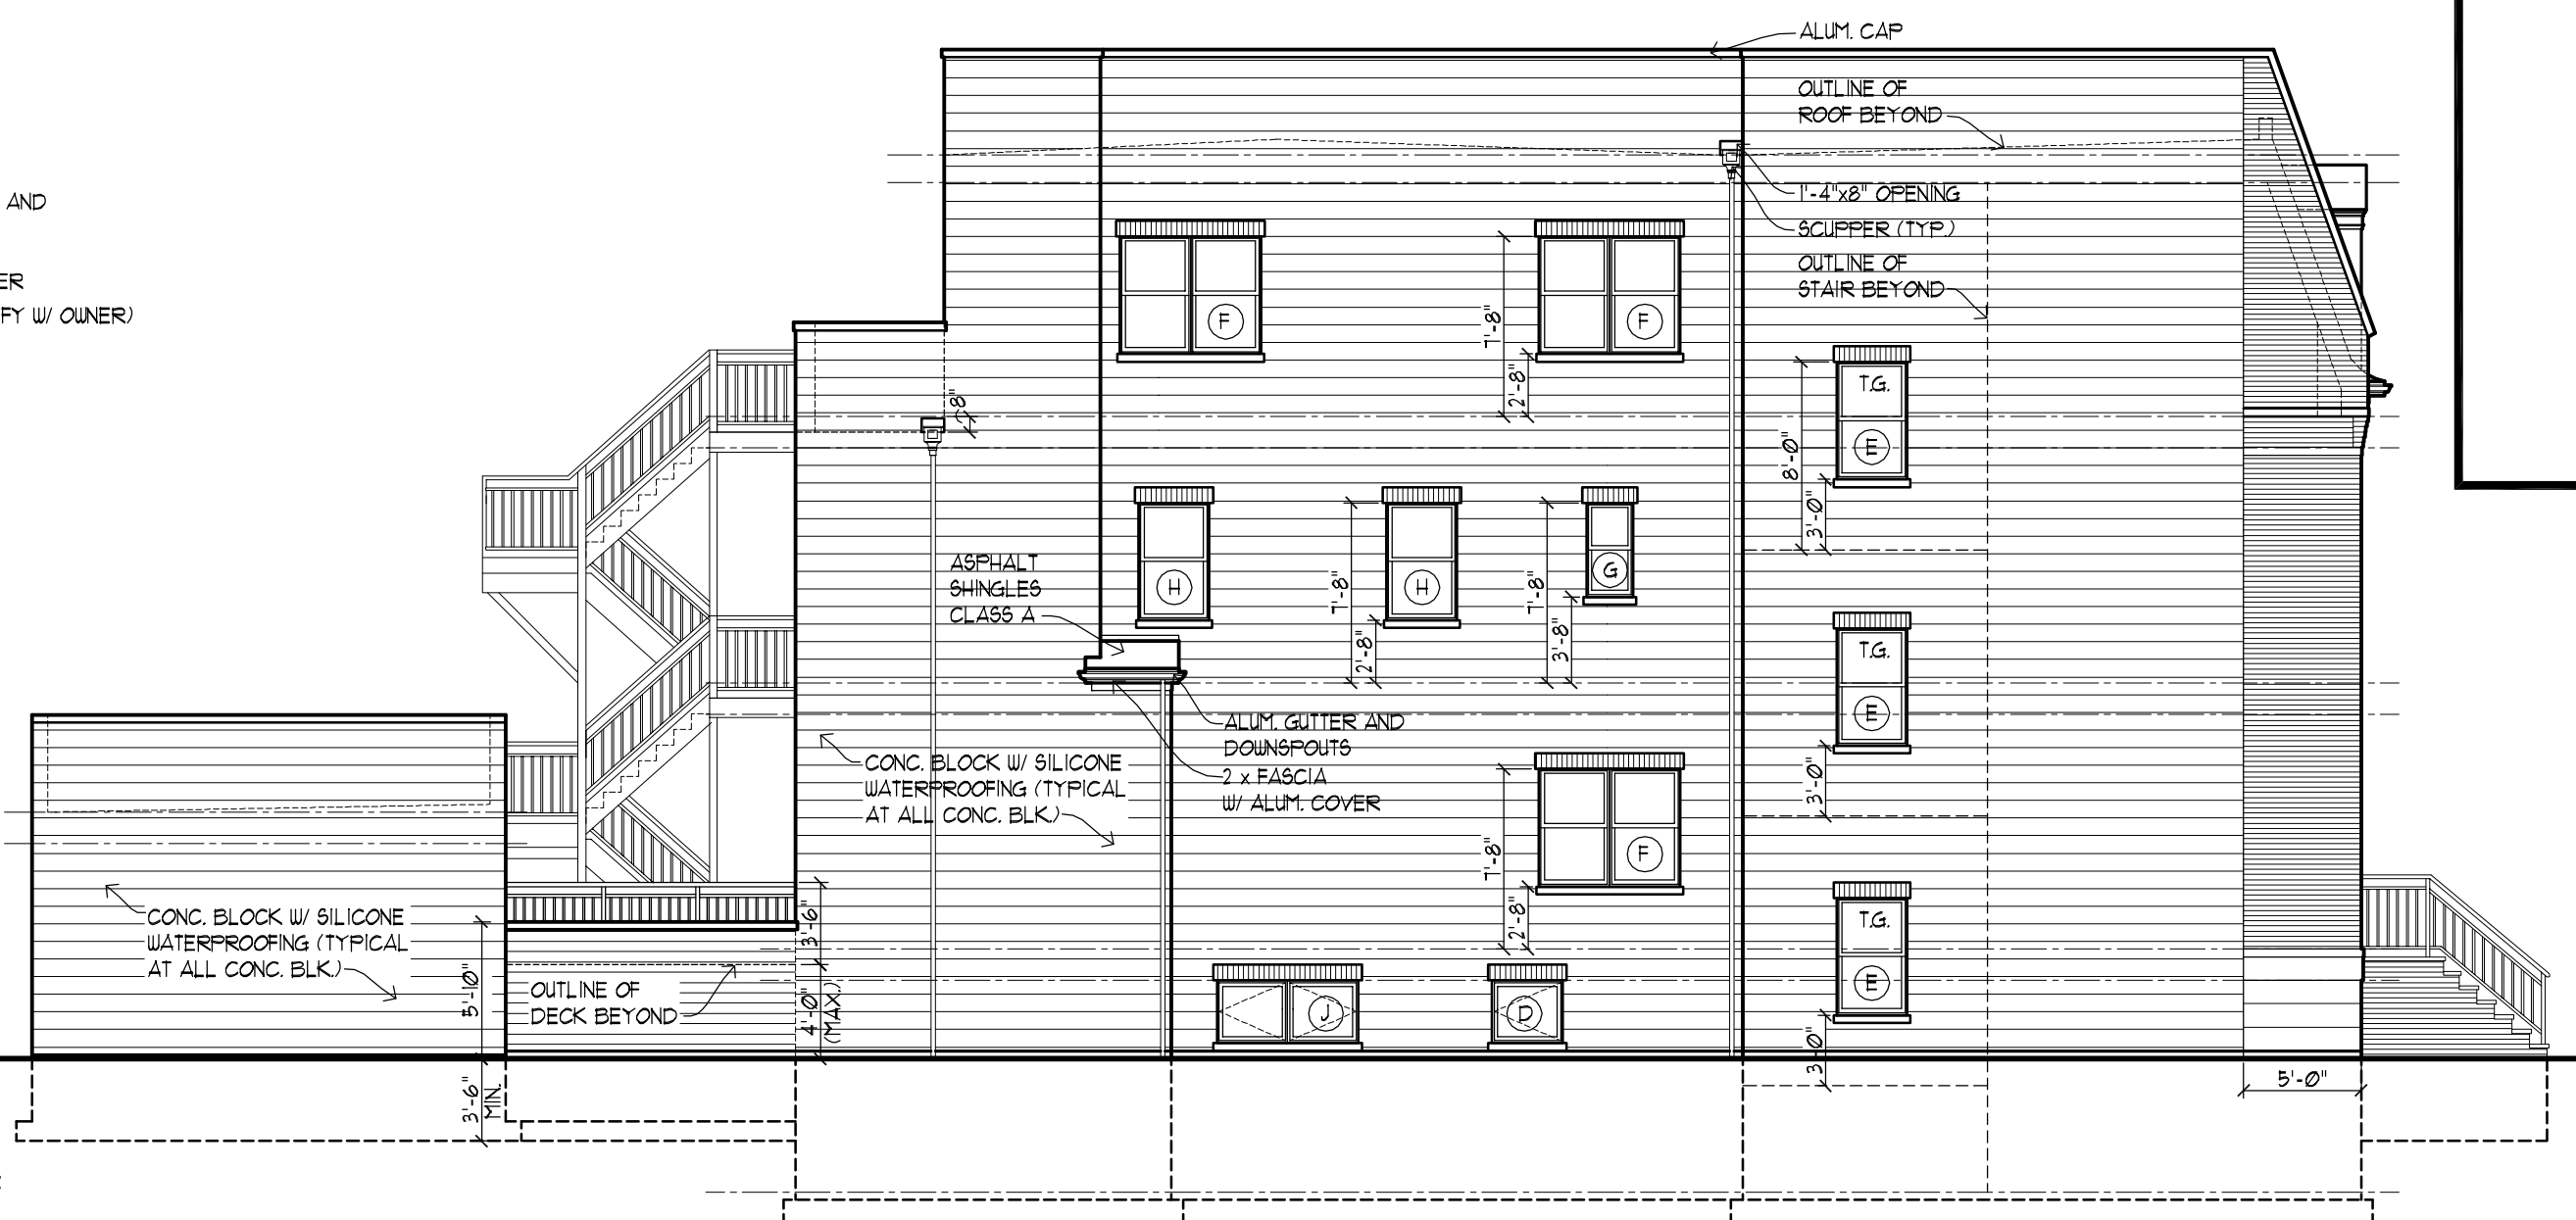 ALUM. CAP
OUTLINE OF
ROOF BEYOND
1'-4"x8" OPENING
SCUPPER (TYP.)
OUTLINE OF
STAIR BEYOND
AND
ER
FY W/ OWNER)
F
F
7'-8"
2'-8"
8"
T.G.
E
8'-0"
3'-0"
ASPHALT
SHINGLES
CLASS A
H
H
G
7'-8"
2'-8"
7'-8"
3'-8"
T.G.
E
3'-0"
ALUM. GUTTER AND
DOWNSPOUTS
2 x FASCIA
W/ ALUM. COVER
CONC. BLOCK W/ SILICONE
WATERPROOFING (TYPICAL
AT ALL CONC. BLK.)
F
7'-8"
2'-8"
CONC. BLOCK W/ SILICONE
WATERPROOFING (TYPICAL
AT ALL CONC. BLK.)
OUTLINE OF
DECK BEYOND
5'-10"
3'-6"
4'-0"
(MAX.)
J
D
T.G.
E
3'-0"
3'-6"
MIN.
5'-0"